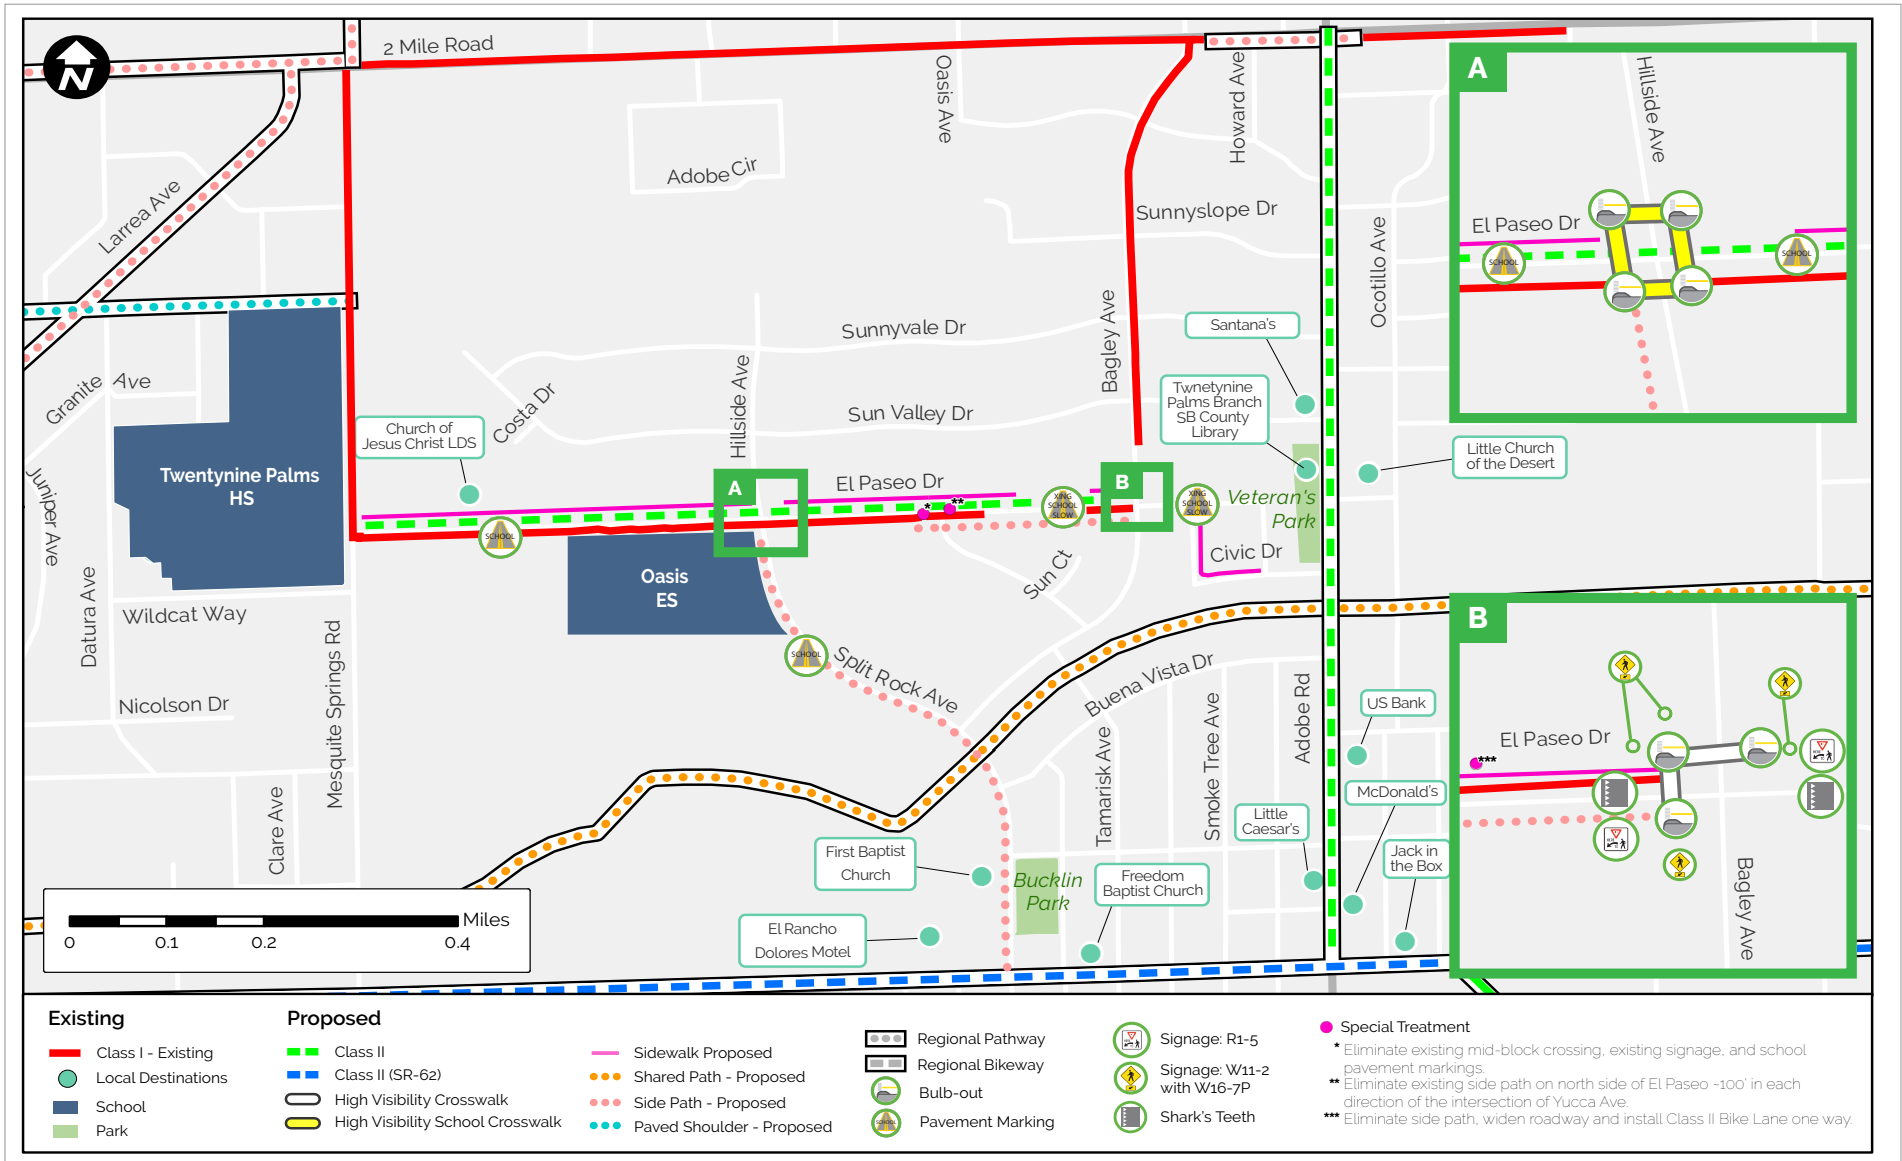 N
2 Mile Road
Oasis Ave
Howard Ave
Adobe Cir
Larrea Ave
Sunnyslope Dr
Ocotillo Ave
Bagley Ave
Sunnyvale Dr
Santana's
Twnetynine
Palms Branch
SB County
Library
Hillside Ave
Granite Ave
Costa Dr
Sun Valley Dr
Church of
Jesus Christ LDS
Little Church
of the Desert
Juniper Ave
Twentynine Palms
HS
El Paseo Dr
A
B
*
**
XING
SCHOOL
SLOW
XING
SCHOOL
SLOW
Veteran's
Park
SCHOOL
Civic Dr
Oasis
ES
Sun Ct
Datura Ave
Wildcat Way
Mesquite Springs Rd
SCHOOL
Split Rock Ave
Buena Vista Dr
Nicolson Dr
Tamarisk Ave
Smoke Tree Ave
Adobe Rd
US Bank
McDonald's
Clare Ave
Little
Caesar's
Jack in
the Box
First Baptist
Church
Bucklin
Park
Freedom
Baptist Church
El Rancho
Dolores Motel
Miles
0 0.1 0.2 0.4
A
Hillside Ave
El Paseo Dr
SCHOOL
SCHOOL
B
El Paseo Dr
***
Bagley Ave
Existing
Class I - Existing
Local Destinations
School
Park
Proposed
Class II
Class II (SR-62)
High Visibility Crosswalk
High Visibility School Crosswalk
Sidewalk Proposed
Shared Path - Proposed
Side Path - Proposed
Paved Shoulder - Proposed
Regional Pathway
Regional Bikeway
Bulb-out
SCHOOL
Pavement Marking
Signage: R1-5
Signage: W11-2
with W16-7P
Shark's Teeth
Special Treatment
* Eliminate existing mid-block crossing, existing signage, and school
pavement markings.
** Eliminate existing side path on north side of El Paseo ~100' in each
direction of the intersection of Yucca Ave.
*** Eliminate side path, widen roadway and install Class II Bike Lane one way.